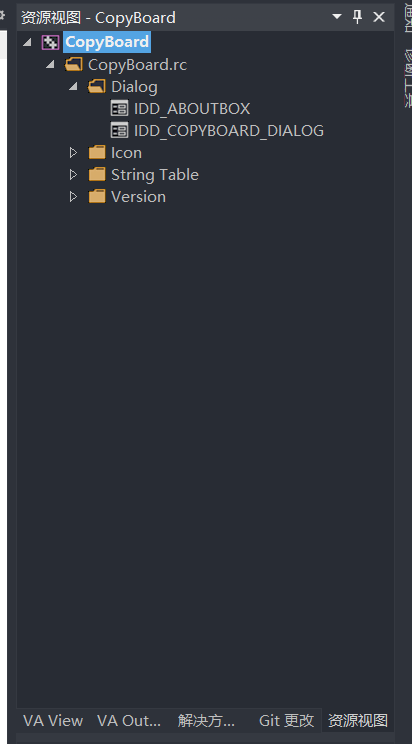 资源视图 - CopyBoard
CopyBoard
CopyBoard.rc
Dialog
IDD_ABOUTBOX
IDD_COPYBOARD_DIALOG
Icon
String Table
Version
VA View VA Out... 解决方... Git 更改 资源视图